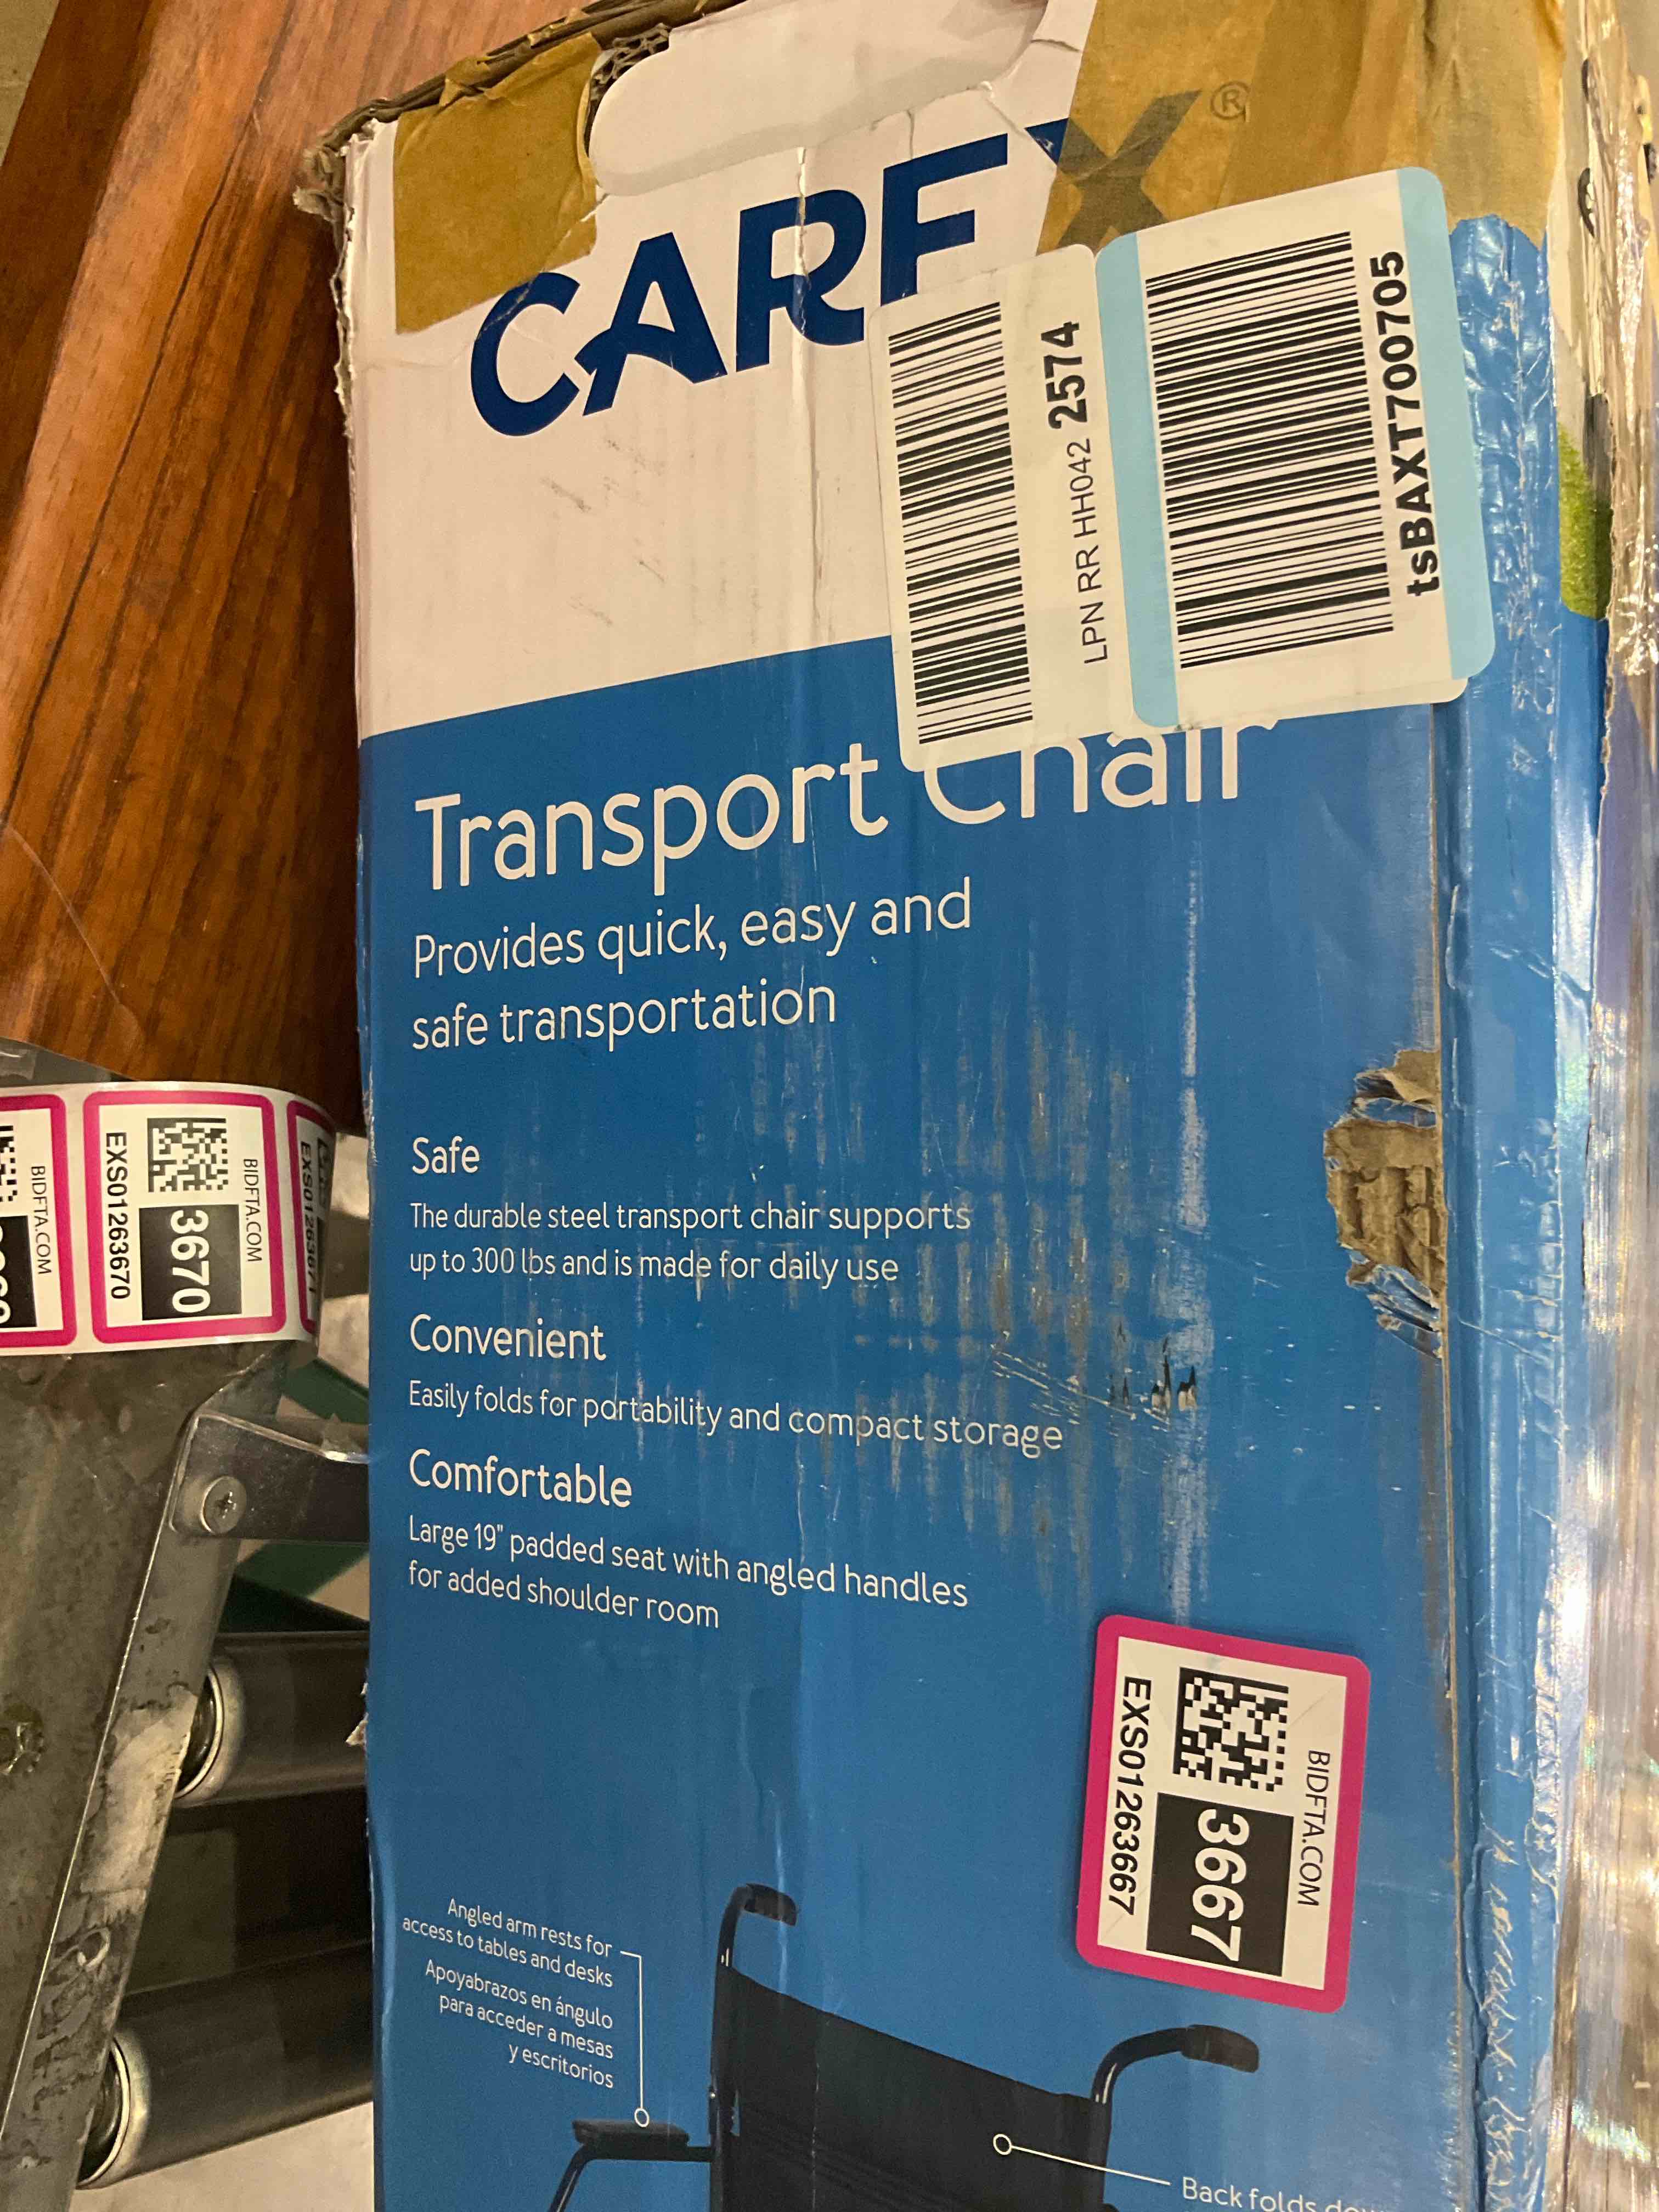 CAREX®
LPN RR HH042 2574
tsBAXT700705
Transport Chair
Provides quick, easy and
safe transportation
Safe
The durable steel transport chair supports
up to 300 lbs and is made for daily use
Convenient
Easily folds for portability and compact storage
Comfortable
Large 19" padded seat with angled handles
for added shoulder room
BIDFTA.COM
3667
EXS01263667
BIDFTA.COM
3670
EXS01263670
BIDFTA.COM
Angled arm rests for
access to tables and desks
Apoyabrazos en ángulo
para acceder a mesas
y escritorios
Back folds